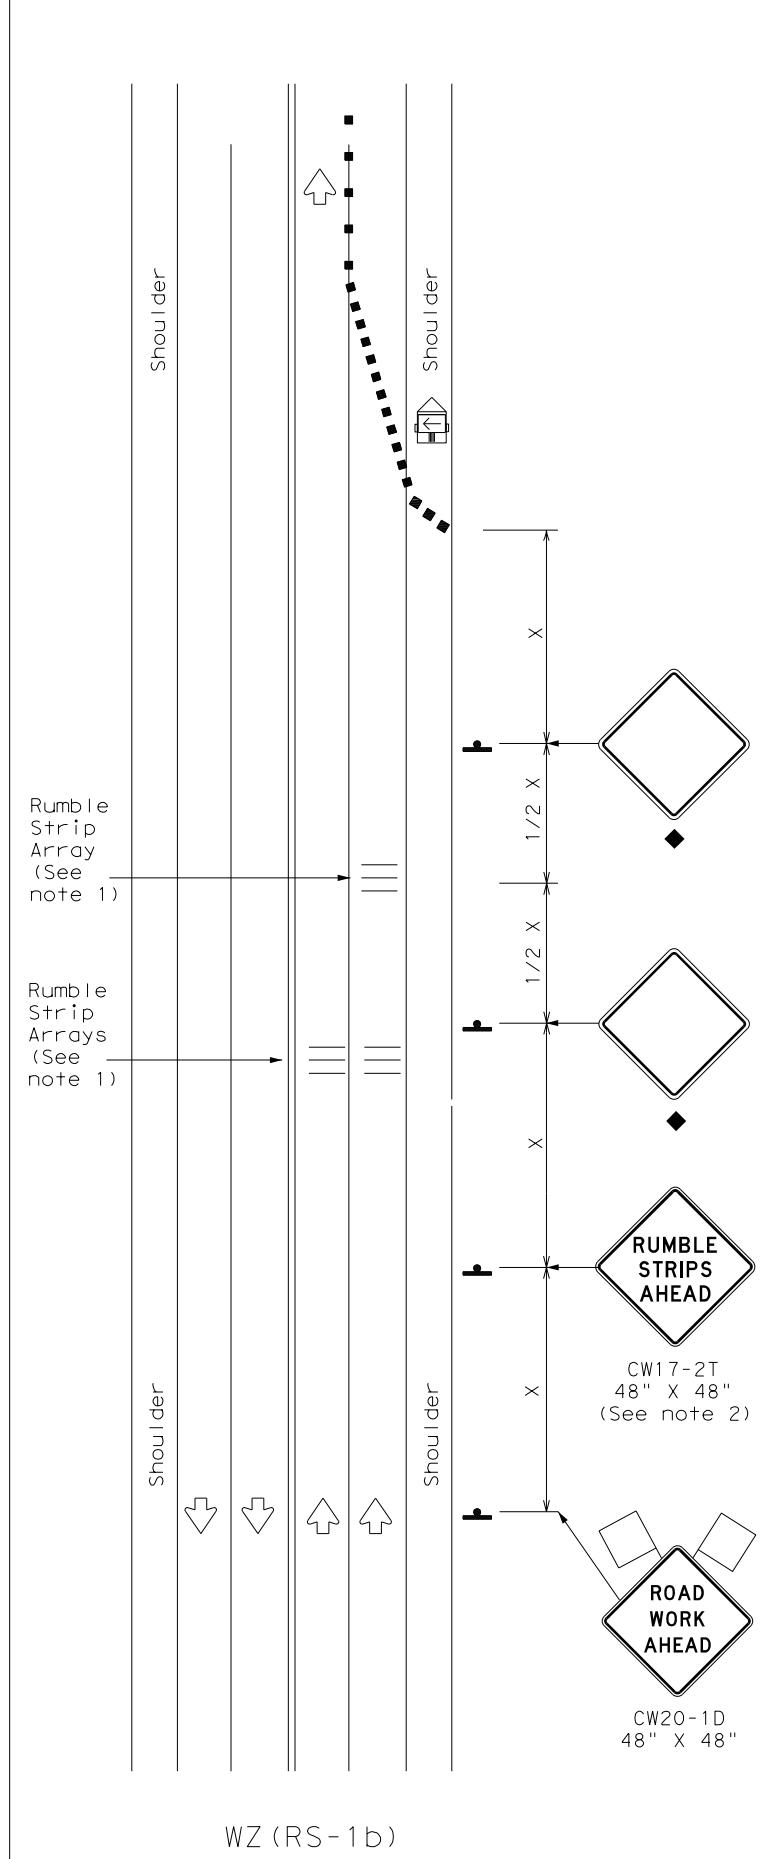 Shoulder
Shoulder
X
1/2 X
Rumble
Strip
Array
(See
note 1)
1/2 X
Rumble
Strip
Arrays
(See
note 1)
X
RUMBLE
STRIPS
AHEAD
CW17-2T
48" X 48"
(See note 2)
X
Shoulder
Shoulder
ROAD
WORK
AHEAD
CW20-1D
48" X 48"
WZ(RS-1b)